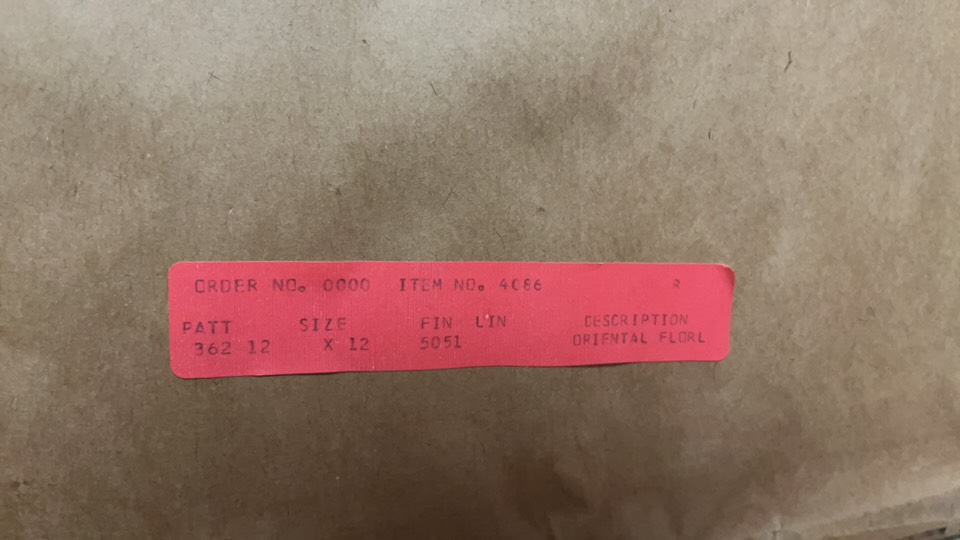 ORDER NO. 0000 ITEM NO. 4086 R
PATT SIZE FIN LIN DESCRIPTION
362 12 X 12 5051 ORIENTAL FLORL